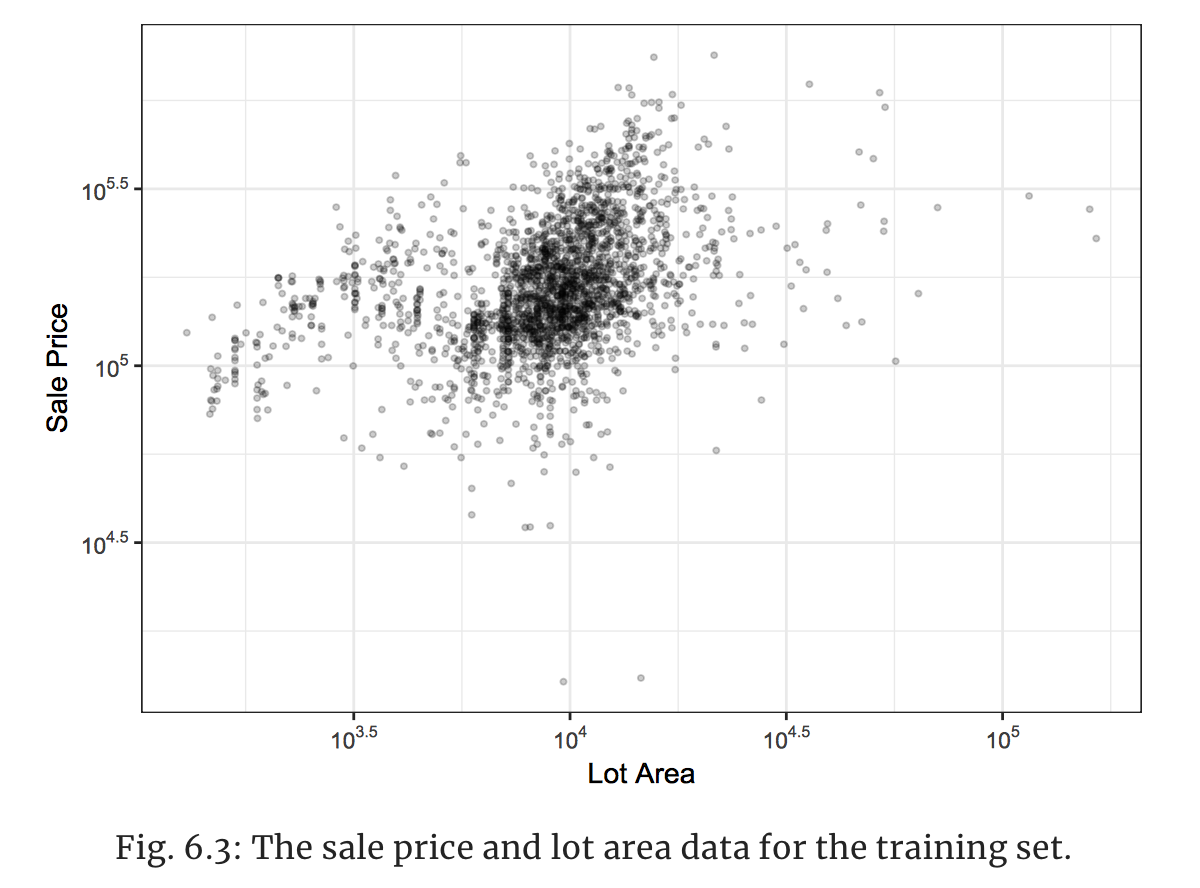 Sale Price
10^5.5
10^5
10^4.5
10^3.5 10^4 10^4.5 10^5
Lot Area
Fig. 6.3: The sale price and lot area data for the training set.